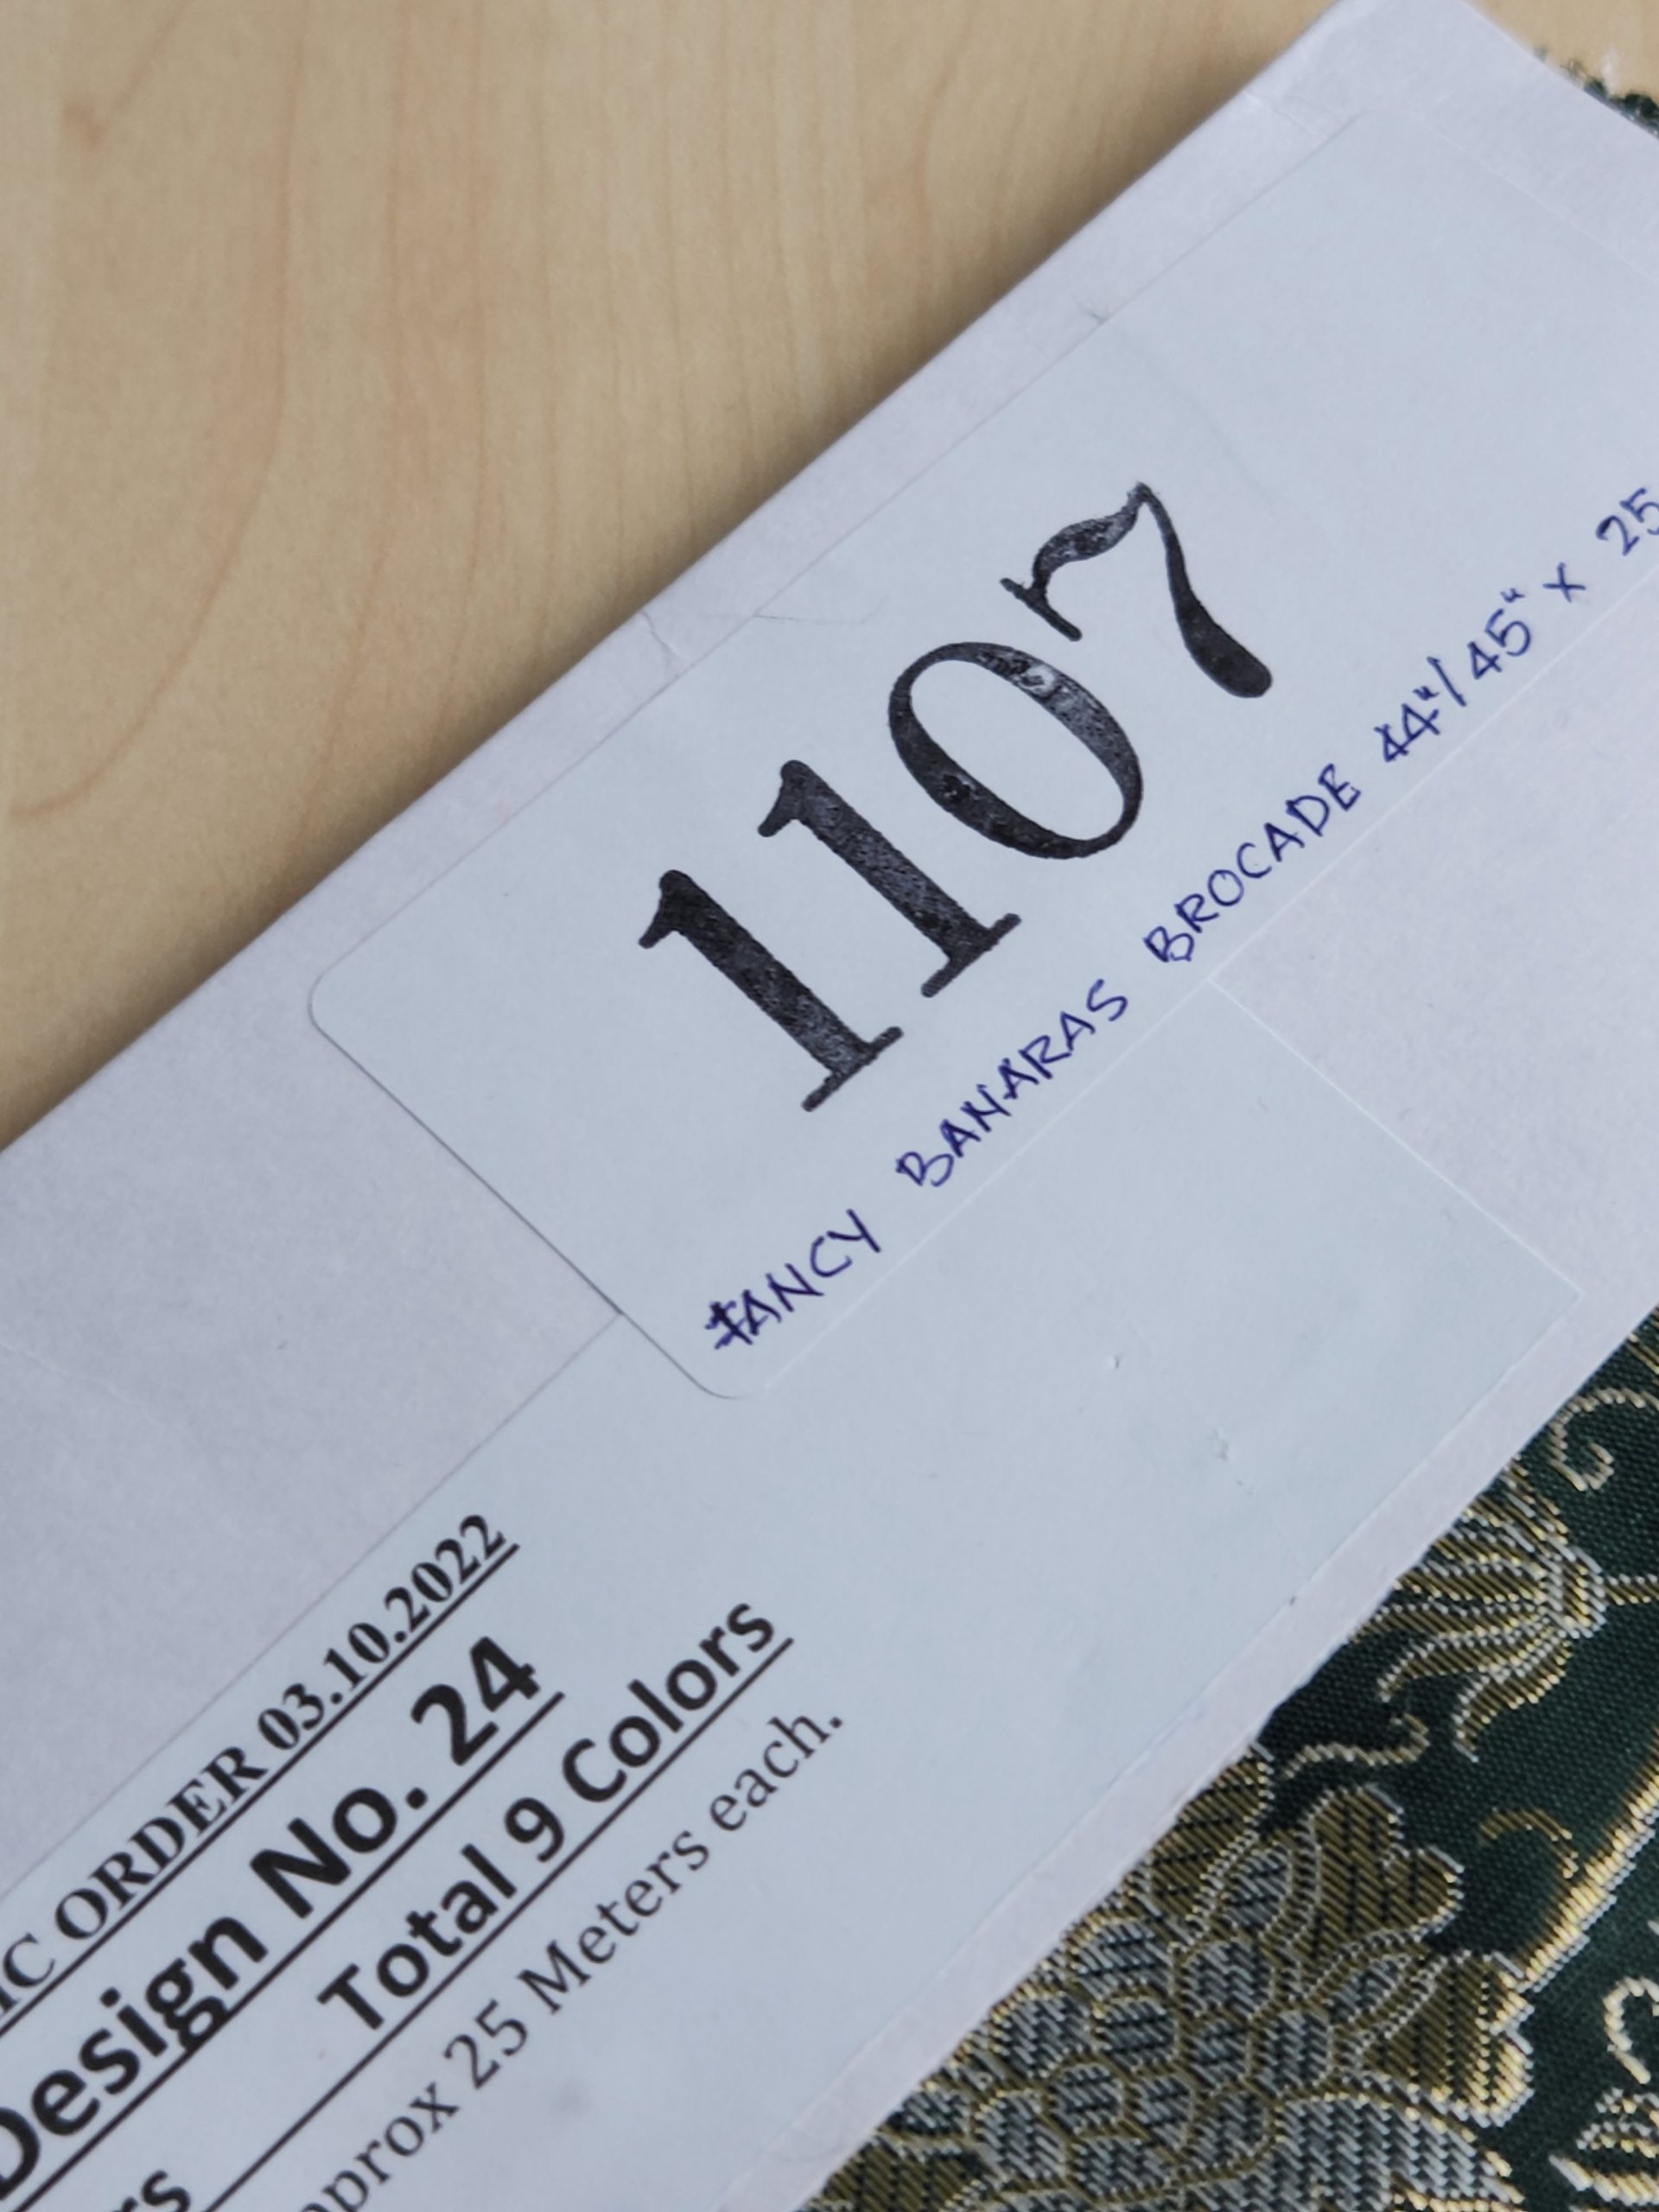 1107
FANCY BANARAS BROCADE 44"/45" x 25
IC ORDER 03.10.2022
Design No. 24
Total 9 Colors
pprox 25 Meters each.